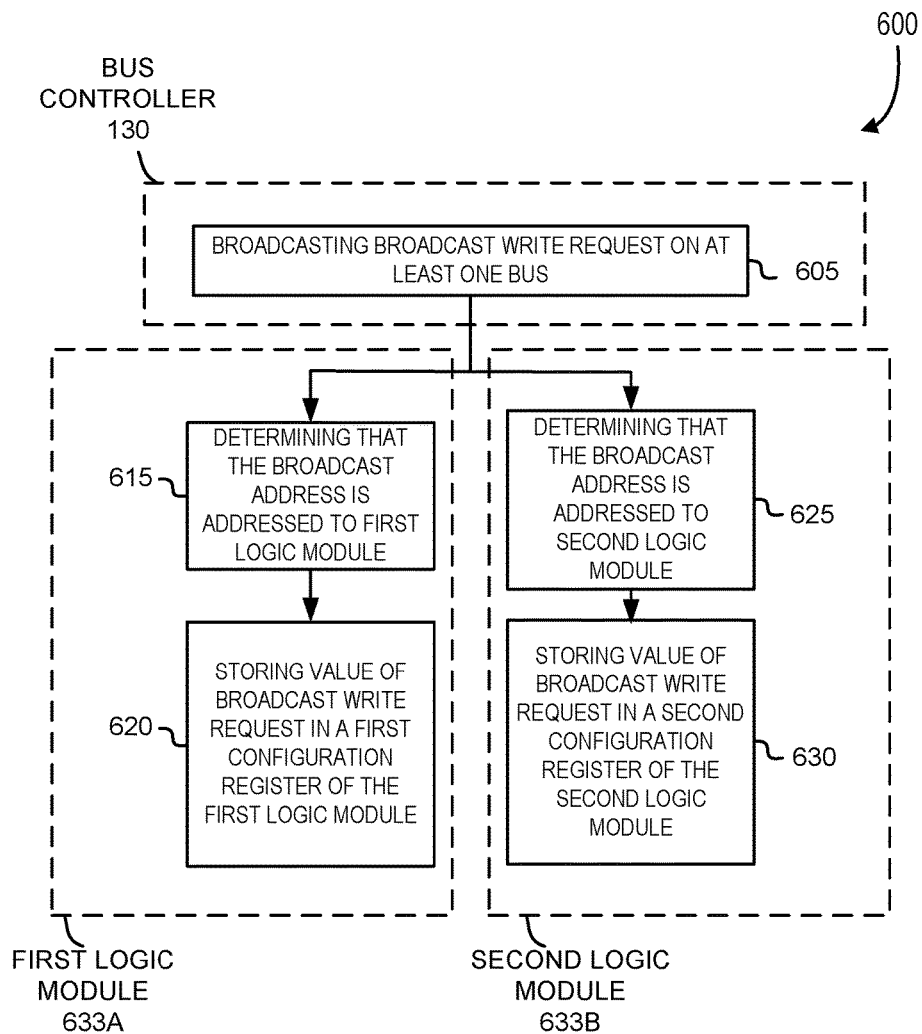 600
BUS
CONTROLLER
130
BROADCASTING BROADCAST WRITE REQUEST ON AT
LEAST ONE BUS
605
DETERMINING THAT
THE BROADCAST
ADDRESS IS
ADDRESSED TO FIRST
LOGIC MODULE
615
DETERMINING THAT
THE BROADCAST
ADDRESS IS
ADDRESSED TO
SECOND LOGIC
MODULE
625
STORING VALUE OF
BROADCAST WRITE
REQUEST IN A FIRST
CONFIGURATION
REGISTER OF THE
FIRST LOGIC MODULE
620
STORING VALUE OF
BROADCAST WRITE
REQUEST IN A SECOND
CONFIGURATION
REGISTER OF THE
SECOND LOGIC
MODULE
630
FIRST LOGIC
MODULE
633A
SECOND LOGIC
MODULE
633B